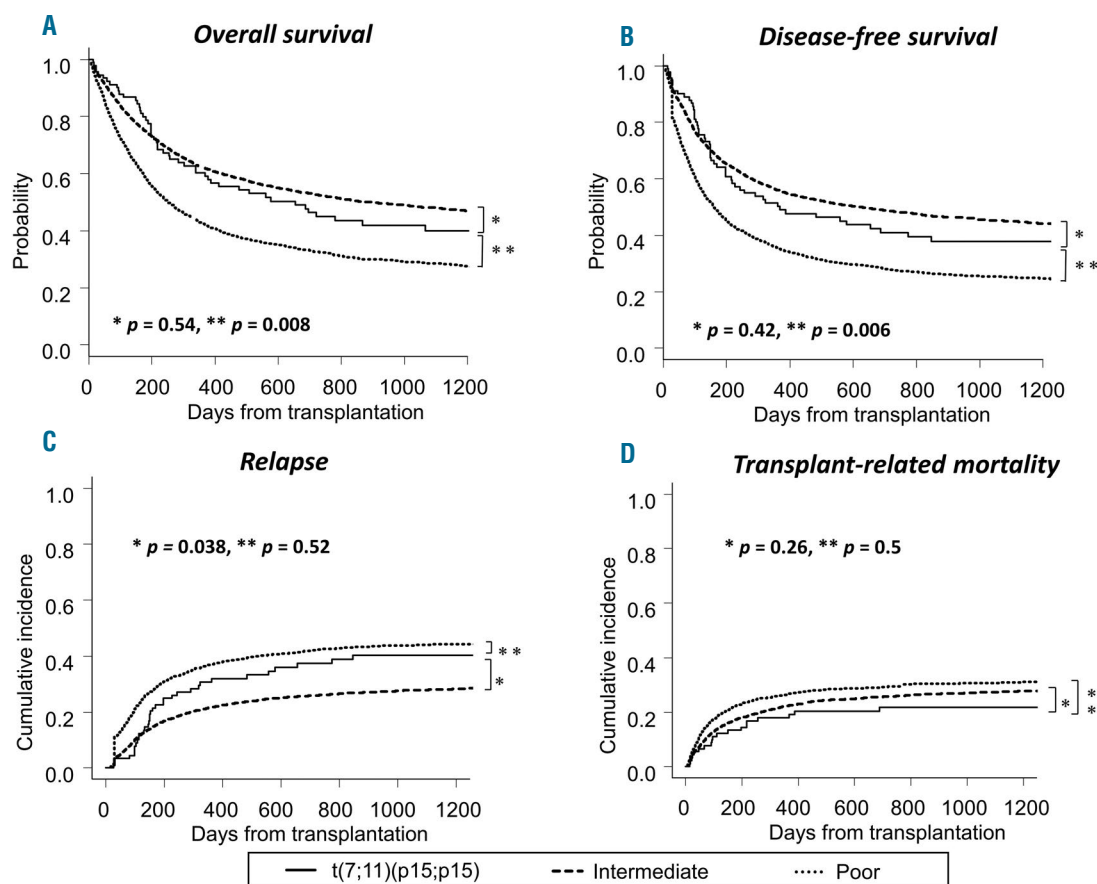 A
Overall survival
Probability
1.0
0.8
0.6
0.4
0.2
0.0
*
**
* p = 0.54, ** p = 0.008
0 200 400 600 800 1000 1200
Days from transplantation
B
Disease-free survival
Probability
1.0
0.8
0.6
0.4
0.2
0.0
*
**
* p = 0.42, ** p = 0.006
0 200 400 600 800 1000 1200
Days from transplantation
C
Relapse
Cumulative incidence
1.0
0.8
0.6
0.4
0.2
0.0
* p = 0.038, ** p = 0.52
**
*
0 200 400 600 800 1000 1200
Days from transplantation
D
Transplant-related mortality
Cumulative incidence
1.0
0.8
0.6
0.4
0.2
0.0
* p = 0.26, ** p = 0.5
*
**
0 200 400 600 800 1000 1200
Days from transplantation
t(7;11)(p15;p15) Intermediate Poor